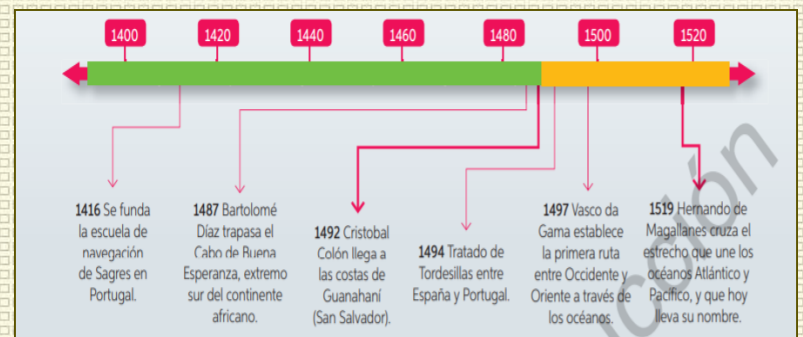 1400 1420 1440 1460 1480 1500 1520
1416 Se funda
la escuela de
navegación
de Sagres en
Portugal.
1487 Bartolomé
Díaz traspasa el
Cabo de Buena
Esperanza, extremo
sur del continente
africano.
1492 Cristobal
Colón llega a
las costas de
Guanahaní
(San Salvador).
1494 Tratado de
Tordesillas entre
España y Portugal.
1497 Vasco da
Gama establece
la primera ruta
entre Occidente y
Oriente a través de
los océanos.
1519 Hernando de
Magallanes cruza el
estrecho que une los
océanos Atlántico y
Pacífico, y que hoy
lleva su nombre.
ucción